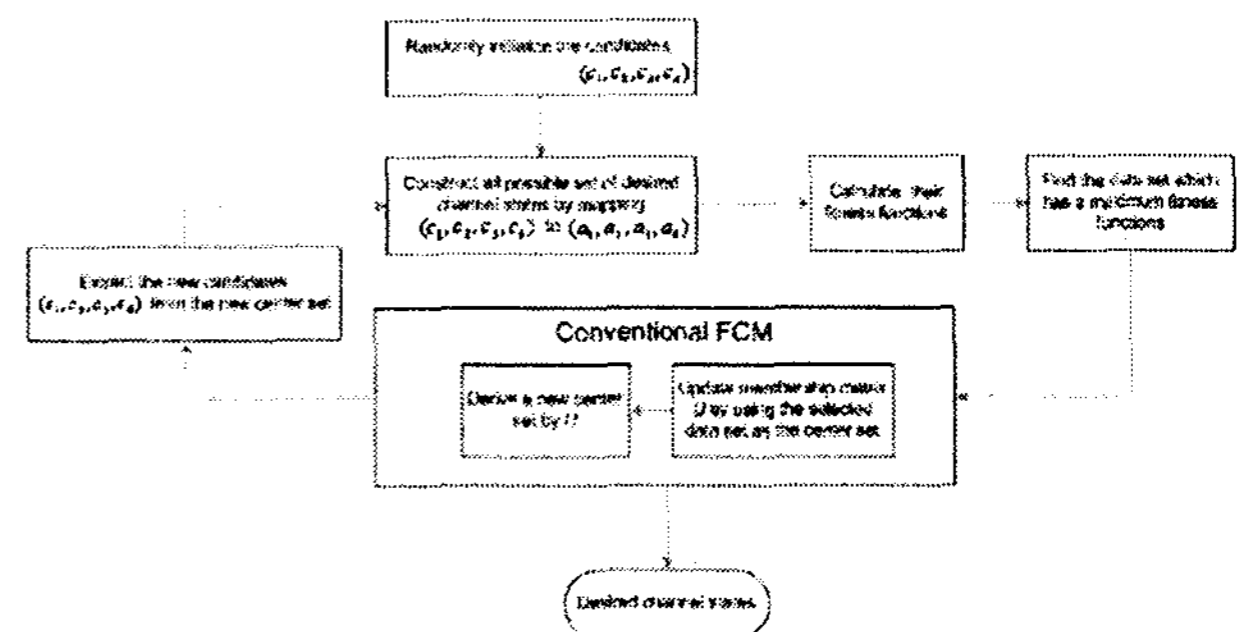 Randomly initialize the candidates
(c₁,c₂,c₃,c₄)
Construct all possible set of desired
channel states by mapping
(c₁,c₂,c₃,c₄) to (a₁,a₂,a₃,a₄)
Calculate their
fitness functions
Find the data set which
has a maximum fitness
functions
Extract the new candidates
(c₁,c₂,c₃,c₄) from the new center set
Conventional FCM
Derive a new center
set by U
Update membership matrix
U by using the selected
data set as the center set
Desired channel states